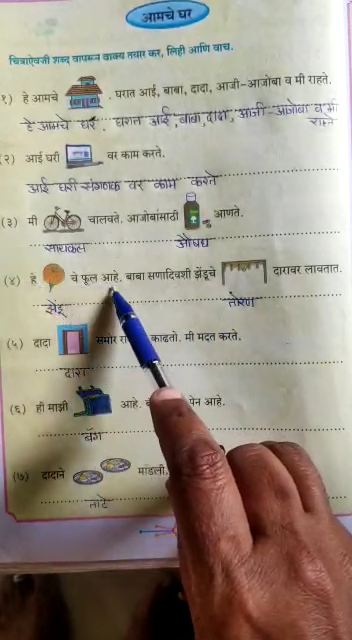 आमचे घर
चित्राऐवजी शब्द वापरून वाक्य तयार कर, लिही आणि वाच.
१) हे आमचे . घरात आई, बाबा, दादा, आजी-आजोबा व मी राहते.
हे आमचे घर. घरात आई, बाबा, दादा, आजी-आजोबा व मी
राहते
(२) आई घरी वर काम करते.
आई घरी संगणक वर काम करते
(३) मी चालवते. आजोबांसाठी आणते.
सायकल औषध
(४) हे चे फूल आहे. बाबा सणादिवशी झेंडूचे दारावर लावतात.
झेंडू तोरण
(५) दादा समोर काढतो. मी मदत करते.
दारा
(६) ही माझी आहे. पेन आहे.
बॅग
(७) दादाने मांडली.
ताटे